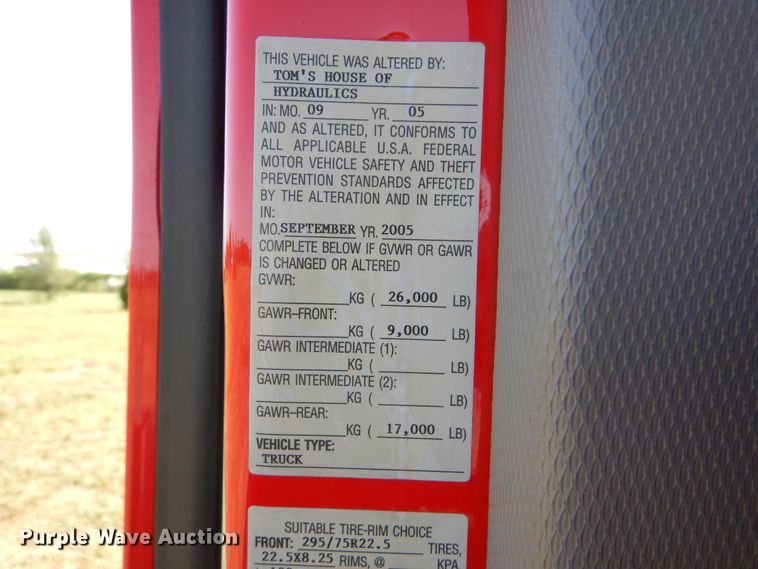 THIS VEHICLE WAS ALTERED BY:
TOM'S HOUSE OF
HYDRAULICS
IN: MO. 09 YR. 05
AND AS ALTERED, IT CONFORMS TO
ALL APPLICABLE U.S.A. FEDERAL
MOTOR VEHICLE SAFETY AND THEFT
PREVENTION STANDARDS AFFECTED
BY THE ALTERATION AND IN EFFECT
IN:
MO. SEPTEMBER YR. 2005
COMPLETE BELOW IF GVWR OR GAWR
IS CHANGED OR ALTERED
GVWR:
KG ( 26,000 LB)
GAWR–FRONT:
KG ( 9,000 LB)
GAWR INTERMEDIATE (1):
KG ( LB)
GAWR INTERMEDIATE (2):
KG ( LB)
GAWR–REAR:
KG ( 17,000 LB)
VEHICLE TYPE:
TRUCK
SUITABLE TIRE-RIM CHOICE
FRONT: 295/75R22.5 TIRES,
22.5X8.25 RIMS, @ KPA
Purple Wave Auction